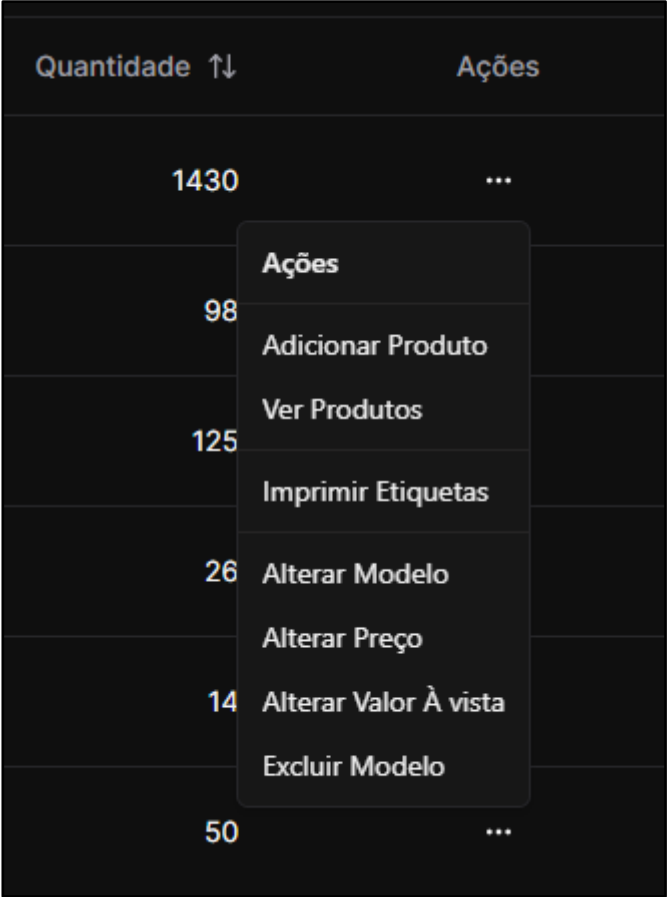 Quantidade ↑↓ Ações
1430 ···
Ações
98
Adicionar Produto
Ver Produtos
125
Imprimir Etiquetas
26 Alterar Modelo
Alterar Preço
14 Alterar Valor À vista
Excluir Modelo
50 ···